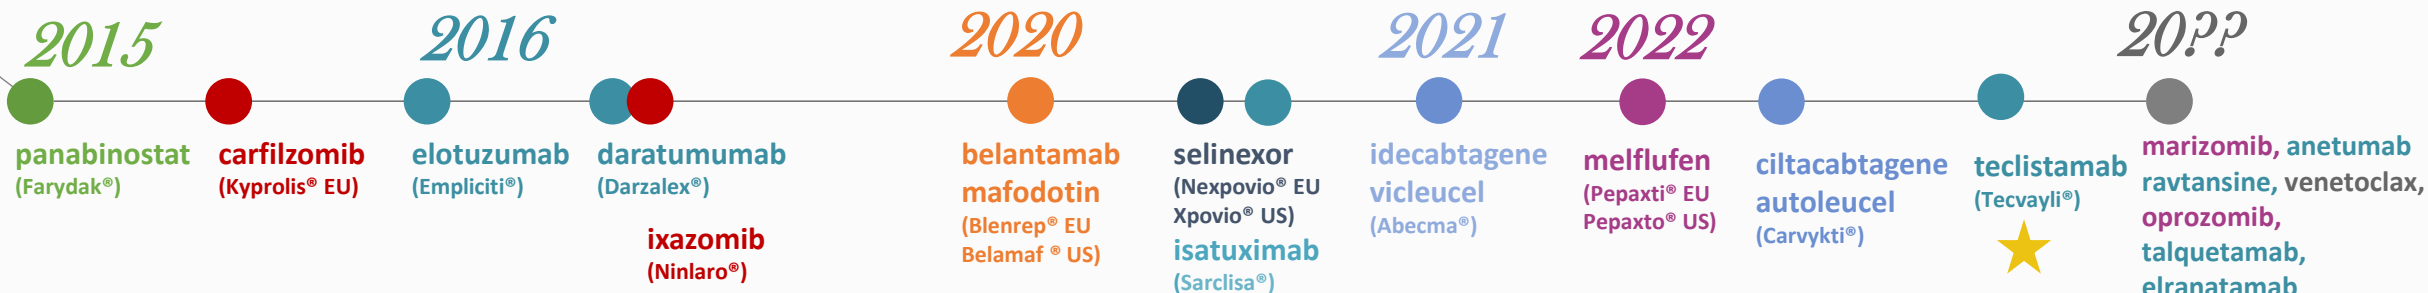 2015
2016
2020
2021
2022
20??
panabinostat
(Farydak®)
carfilzomib
(Kyprolis® EU)
elotuzumab
(Empliciti®)
daratumumab
(Darzalex®)
ixazomib
(Ninlaro®)
belantamab
mafodotin
(Blenrep® EU
Belamaf ® US)
selinexor
(Nexpovio® EU
Xpovio® US)
isatuximab
(Sarclisa®)
idecabtagene
vicleucel
(Abecma®)
melflufen
(Pepaxti® EU
Pepaxto® US)
ciltacabtagene
autoleucel
(Carvykti®)
teclistamab
(Tecvayli®)
marizomib, anetumab
ravtansine, venetoclax,
oprozomib,
talquetamab,
elranatamab